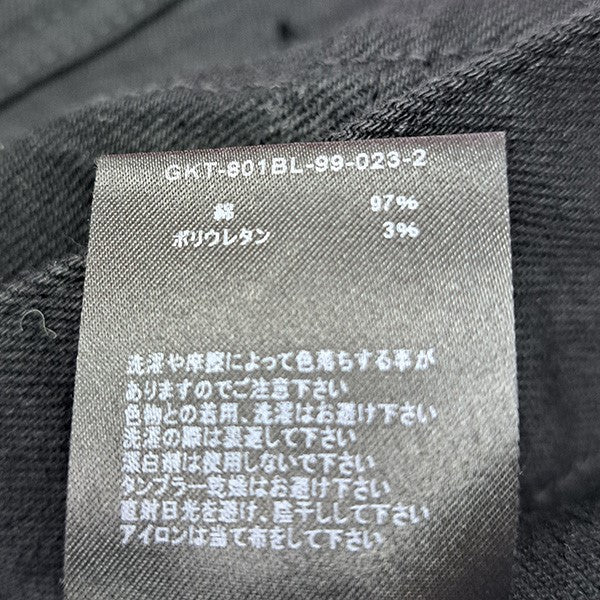 GKT-801BL-99-023-2
綿 97%
ポリウレタン 3%
洗濯や摩擦によって色落ちする事が
ありますのでご注意下さい
色物との着用、洗濯はお避け下さい
洗濯の際は裏返して下さい
漂白剤は使用しないで下さい
タンブラー乾燥はお避け下さい
直射日光を避け、陰干しして下さい
アイロンは当て布をして下さい